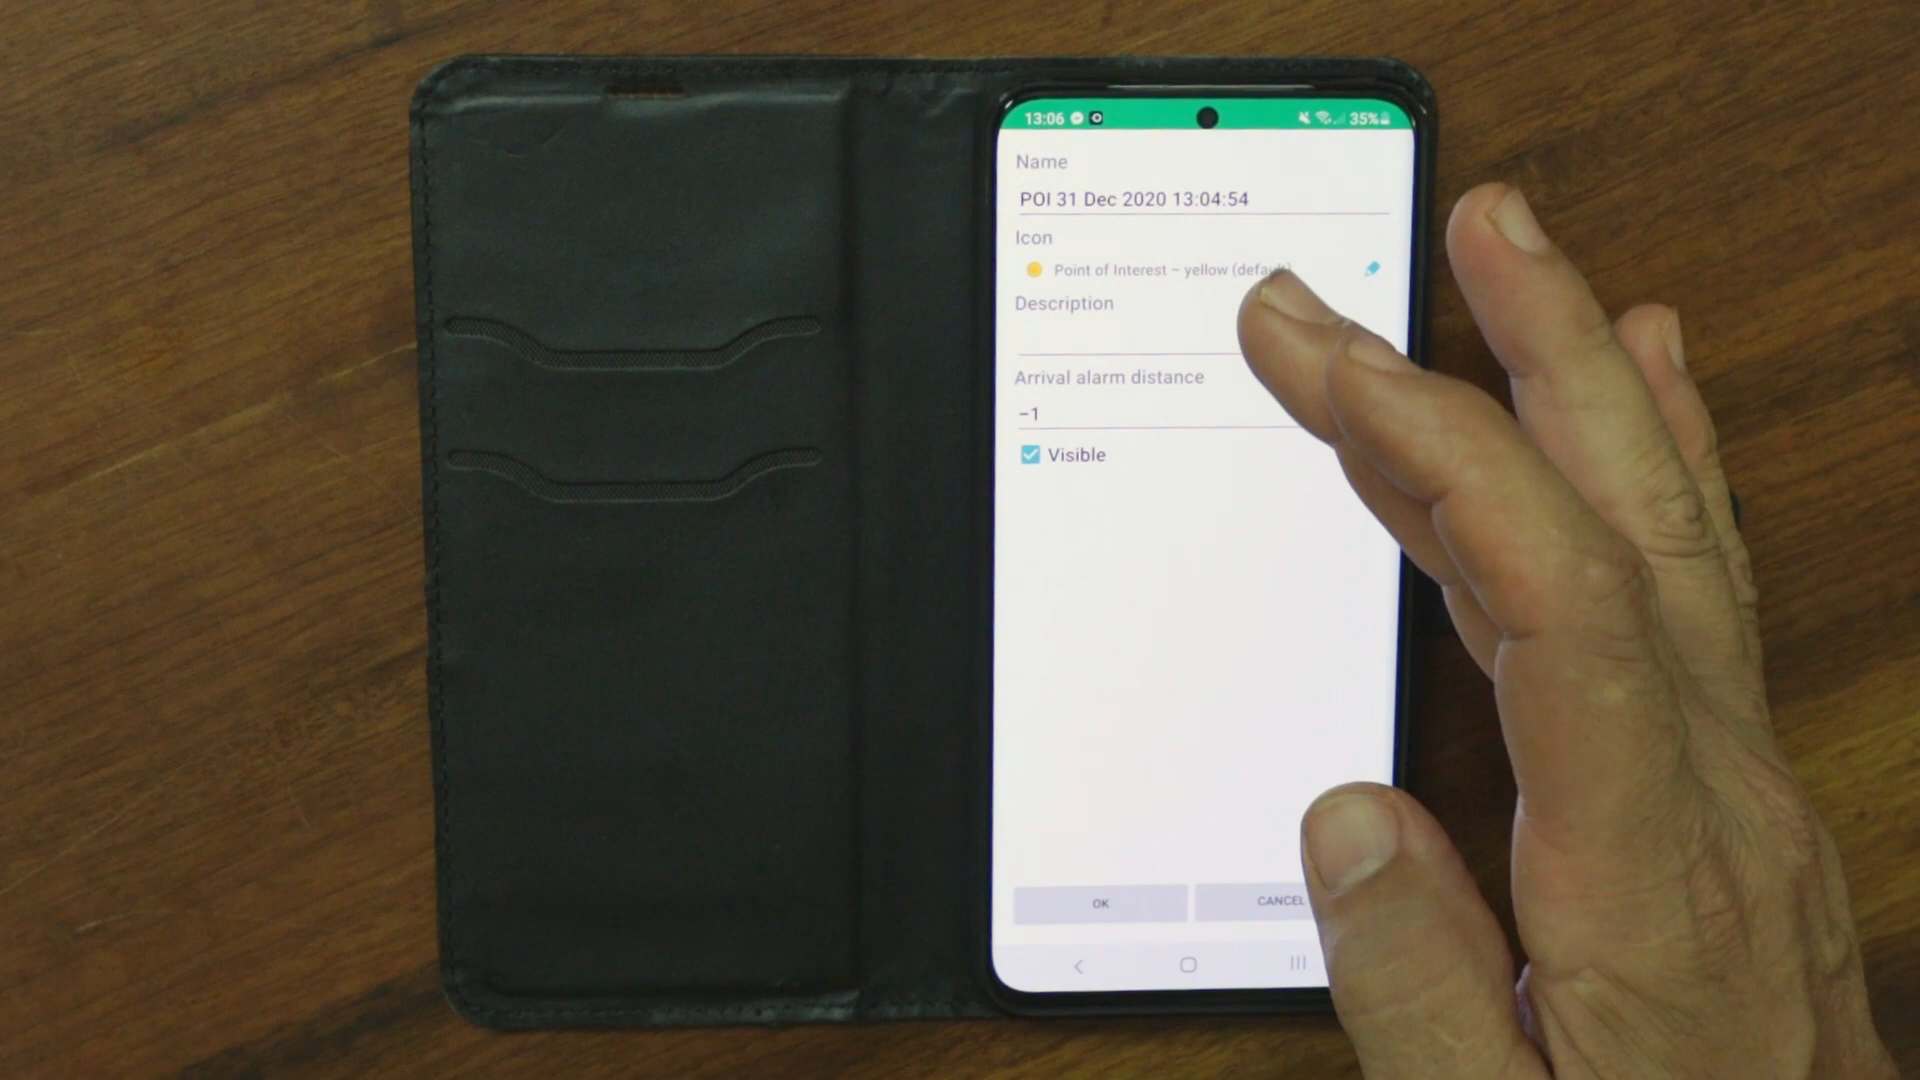 13:06 35%
Name
POI 31 Dec 2020 13:04:54
Icon
Point of Interest – yellow (default)
Description
Arrival alarm distance
–1
Visible
OK CANCEL